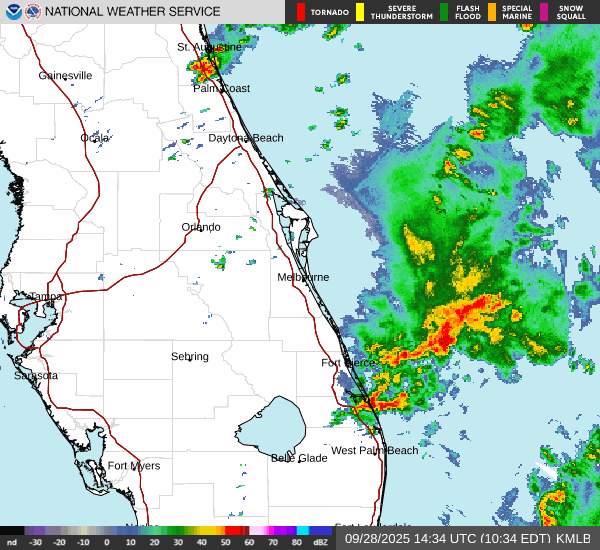 NATIONAL WEATHER SERVICE
TORNADO
SEVERE
THUNDERSTORM
FLASH
FLOOD
SPECIAL
MARINE
SNOW
SQUALL
St. Augustine
Gainesville
Palm Coast
Ocala
Daytona Beach
Orlando
Melbourne
Tampa
Sebring
Fort Pierce
Sarasota
West Palm Beach
Belle Glade
Fort Myers
nd -30 -20 -10 0 10 20 30 40 50 60 70 80 dBZ
09/28/2025 14:34 UTC (10:34 EDT) KMLB